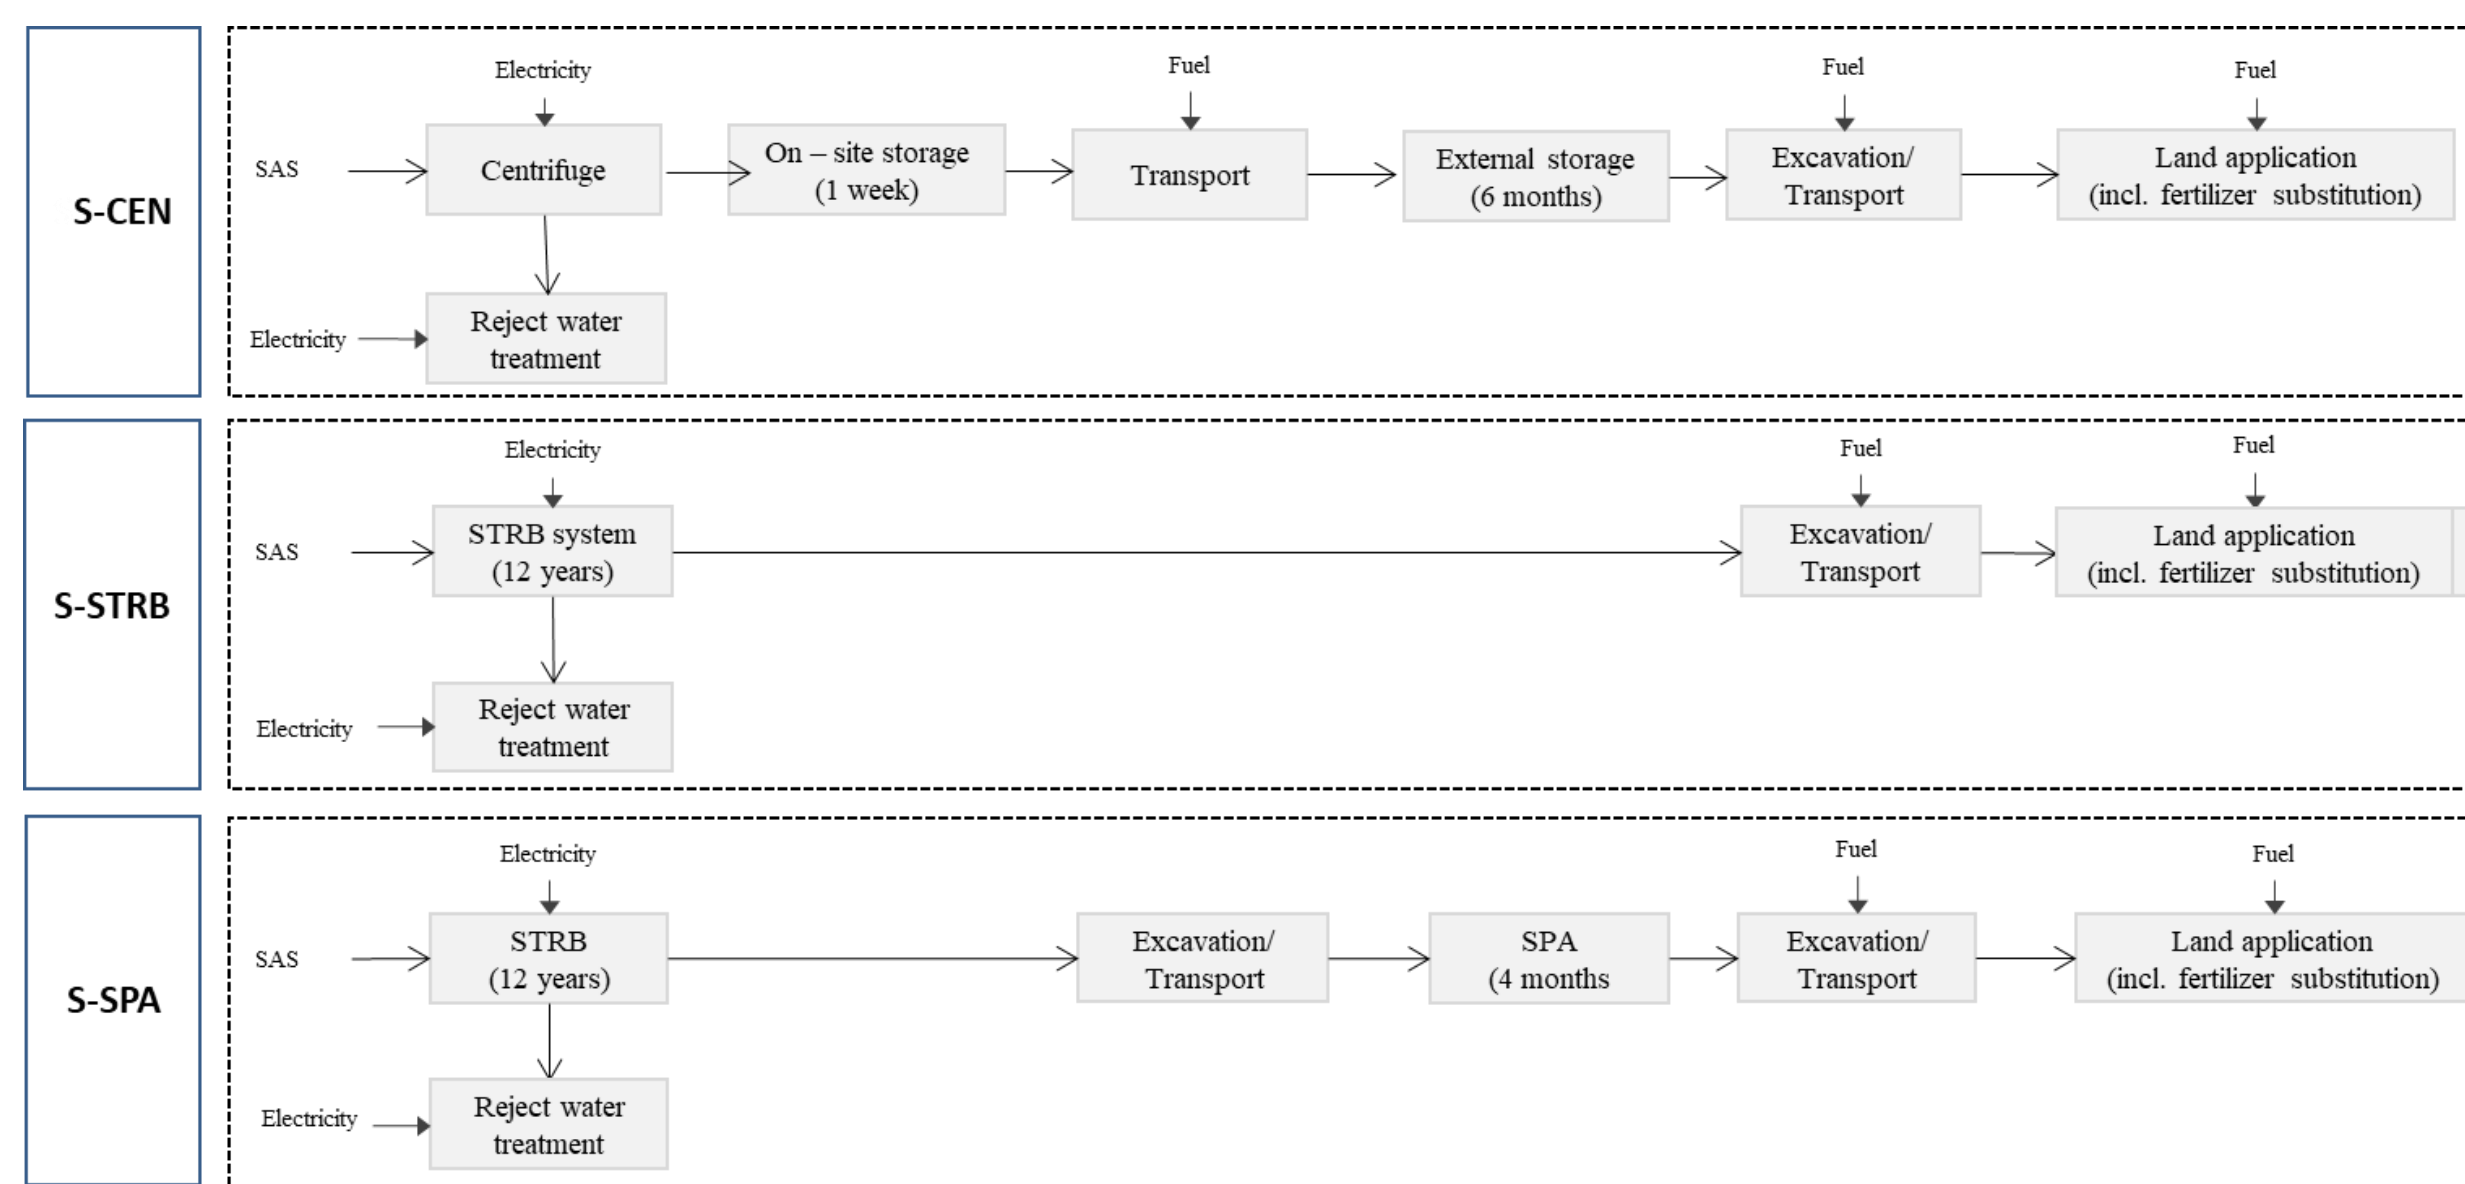 S-CEN
Electricity
Fuel
Fuel
Fuel
SAS
Centrifuge
On – site storage
(1 week)
Transport
External storage
(6 months)
Excavation/
Transport
Land application
(incl. fertilizer substitution)
Electricity
Reject water
treatment
S-STRB
Electricity
Fuel
Fuel
SAS
STRB system
(12 years)
Excavation/
Transport
Land application
(incl. fertilizer substitution)
Electricity
Reject water
treatment
S-SPA
Electricity
Fuel
Fuel
SAS
STRB
(12 years)
Excavation/
Transport
SPA
(4 months
Excavation/
Transport
Land application
(incl. fertilizer substitution)
Electricity
Reject water
treatment